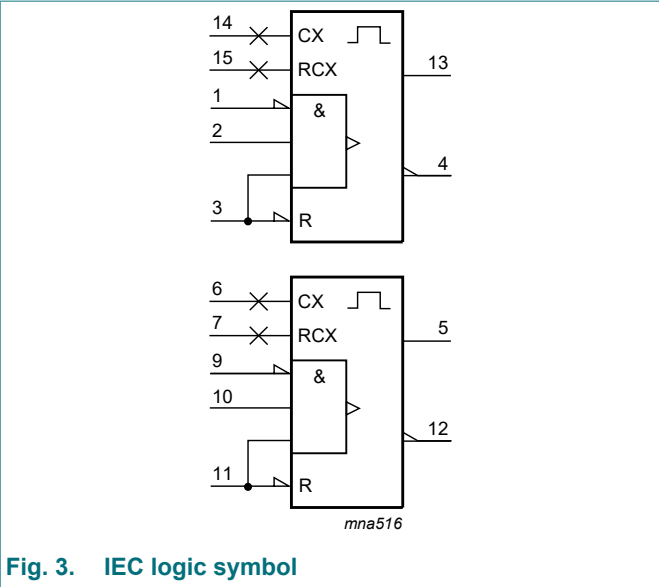 14 CX
15 RCX 13
1 &
2
4
3 R
6 CX
7 RCX 5
9 &
10
12
11 R
mna516
Fig. 3. IEC logic symbol